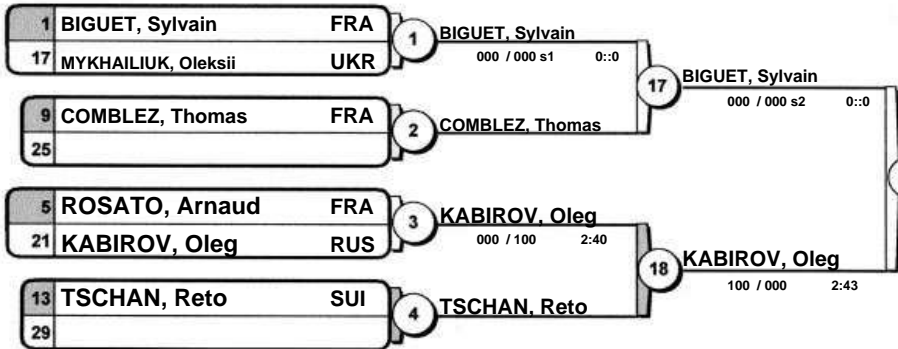 1 BIGUET, Sylvain FRA
17 MYKHAILIUK, Oleksii UKR
1 BIGUET, Sylvain
000 / 000 s1 0::0
9 COMBLEZ, Thomas FRA
25
2 COMBLEZ, Thomas
17 BIGUET, Sylvain
000 / 000 s2 0::0
5 ROSATO, Arnaud FRA
21 KABIROV, Oleg RUS
3 KABIROV, Oleg
000 / 100 2:40
13 TSCHAN, Reto SUI
29
4 TSCHAN, Reto
18 KABIROV, Oleg
100 / 000 2:43